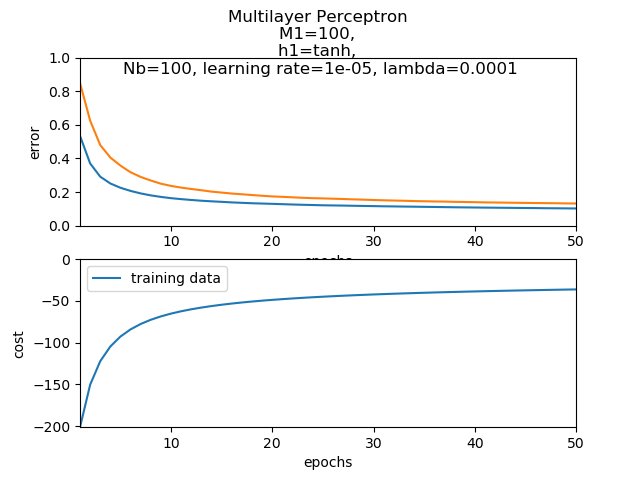 Multilayer Perceptron
M1=100,
h1=tanh,
Nb=100, learning rate=1e-05, lambda=0.0001
1.0
0.8
0.6
0.4
0.2
0.0
error
10
20
30
40
50
epochs
0
−50
−100
−150
−200
cost
training data
10
20
30
40
50
epochs